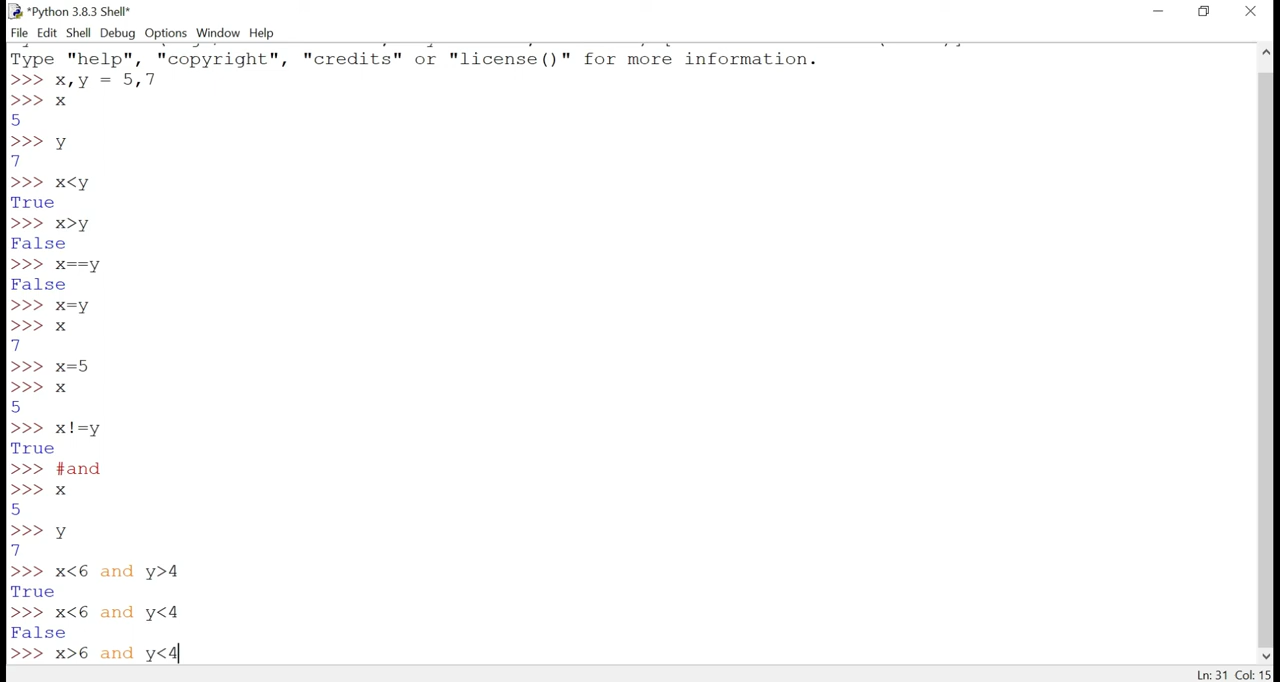 *Python 3.8.3 Shell*
File Edit Shell Debug Options Window Help
Type "help", "copyright", "credits" or "license()" for more information.
>>> x,y = 5,7
>>> x
5
>>> y
7
>>> x<y
True
>>> x>y
False
>>> x==y
False
>>> x=y
>>> x
7
>>> x=5
>>> x
5
>>> x!=y
True
>>> #and
>>> x
5
>>> y
7
>>> x<6 and y>4
True
>>> x<6 and y<4
False
>>> x>6 and y<4
Ln: 31 Col: 15